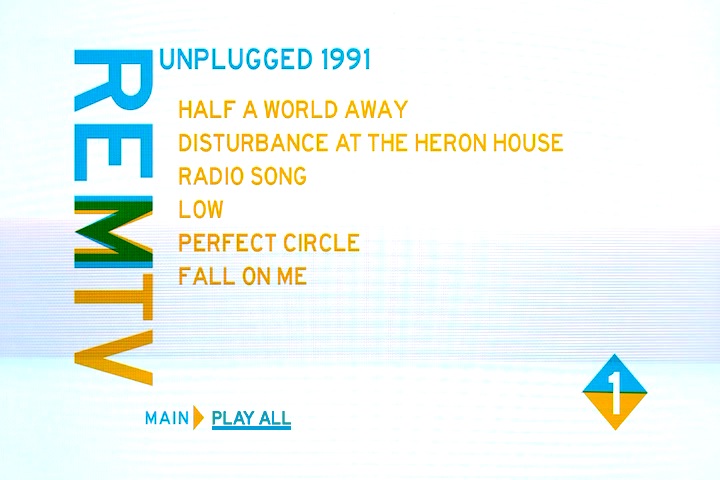 REMTV
UNPLUGGED 1991
HALF A WORLD AWAY
DISTURBANCE AT THE HERON HOUSE
RADIO SONG
LOW
PERFECT CIRCLE
FALL ON ME
MAIN PLAY ALL
1